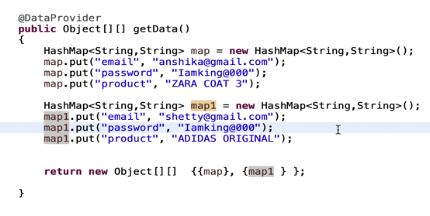 @DataProvider
public Object[][] getData()
{
HashMap<String,String> map = new HashMap<String,String>();
map.put("email", "anshika@gmail.com");
map.put("password", "Iamking@000");
map.put("product", "ZARA COAT 3");
HashMap<String,String> map1 = new HashMap<String,String>();
map1.put("email", "shetty@gmail.com");
map1.put("password", "Iamking@000");
map1.put("product", "ADIDAS ORIGINAL");
return new Object[][]  {{map}, {map1 } };
}